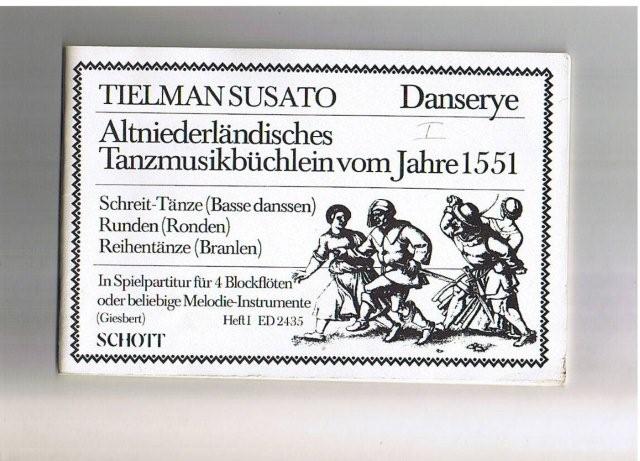 TIELMAN SUSATO Danserye
I
Altniederländisches
Tanzmusikbüchlein vom Jahre 1551
Schreit-Tänze (Basse danssen)
Runden (Ronden)
Reihentänze (Branlen)
In Spielpartitur für 4 Blockflöten
oder beliebige Melodie-Instrumente
(Giesbert) Heft I ED 2435
SCHOTT